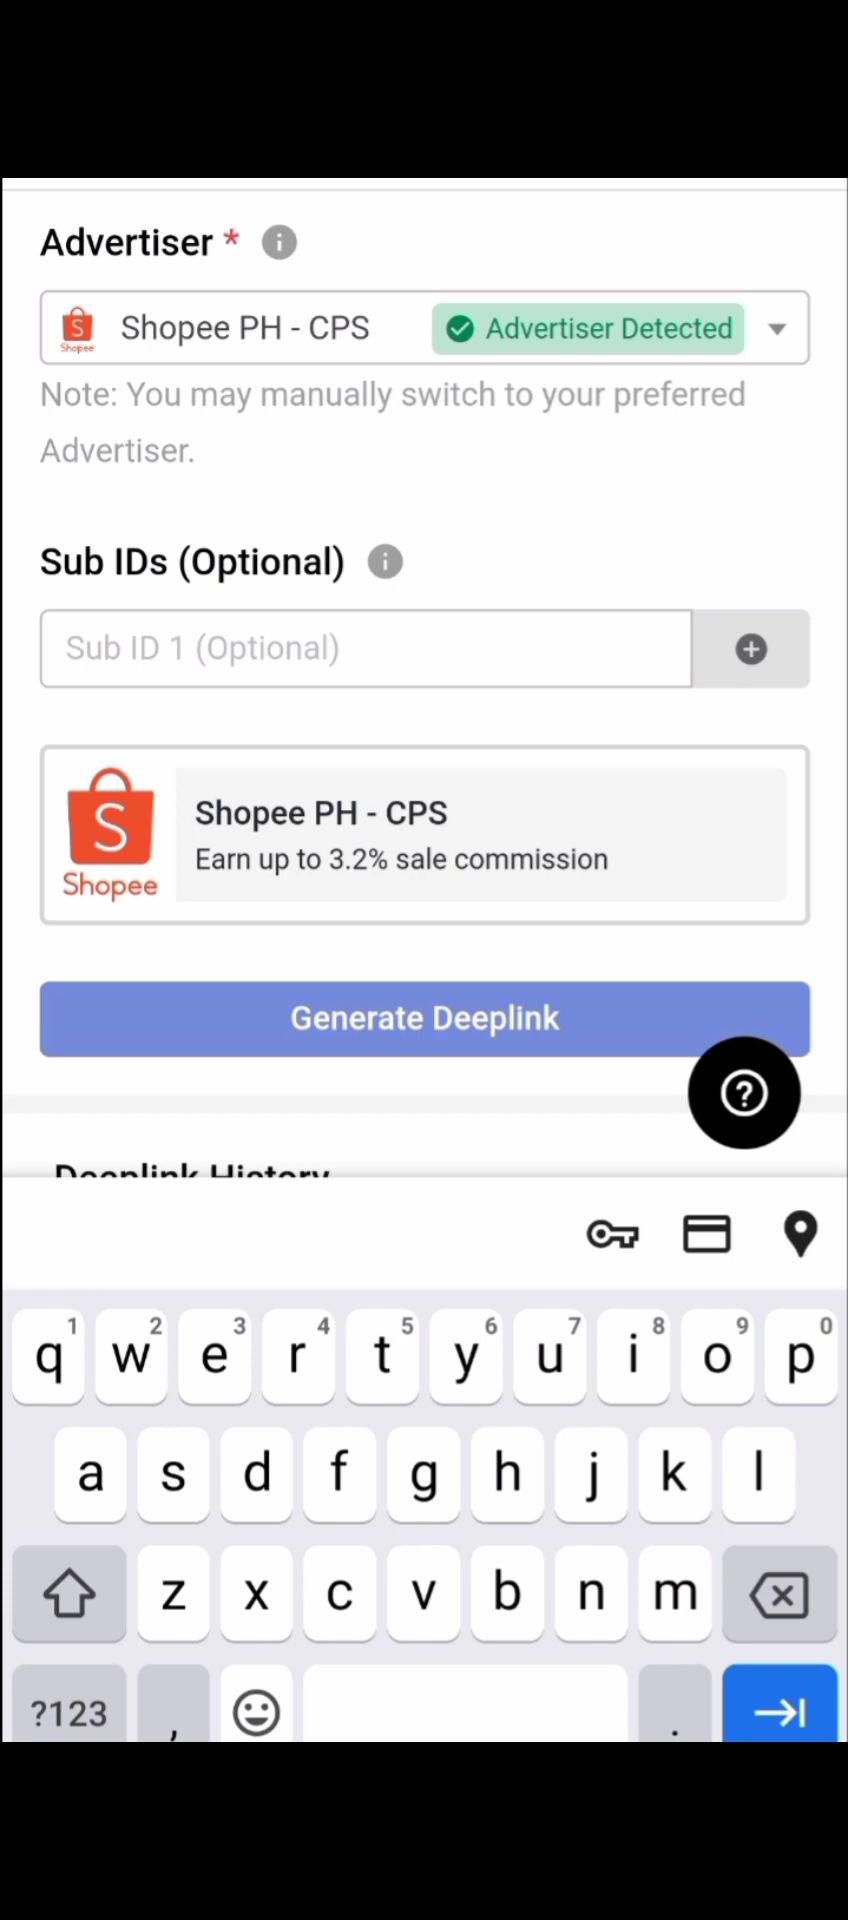 Advertiser *
Shopee
Shopee PH - CPS
Advertiser Detected
Note: You may manually switch to your preferred
Advertiser.
Sub IDs (Optional)
Sub ID 1 (Optional)
Shopee
Shopee PH - CPS
Earn up to 3.2% sale commission
Generate Deeplink
Deeplink History
q1 w2 e3 r4 t5 y6 u7 i8 o9 p0
a s d f g h j k l
z x c v b n m
?123 , .